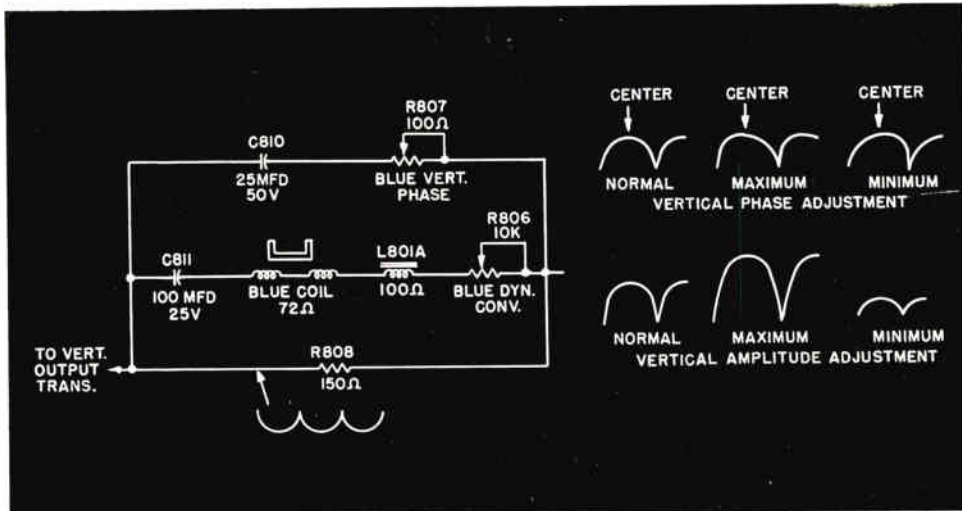 C810
25MFD
50V
R807
100Ω
BLUE VERT.
PHASE
C811
100 MFD
25V
BLUE COIL
72Ω
L801A
100Ω
R806
10K
BLUE DYN.
CONV.
TO VERT.
OUTPUT
TRANS.
R808
150Ω
CENTER CENTER CENTER
NORMAL MAXIMUM MINIMUM
VERTICAL PHASE ADJUSTMENT
NORMAL MAXIMUM MINIMUM
VERTICAL AMPLITUDE ADJUSTMENT